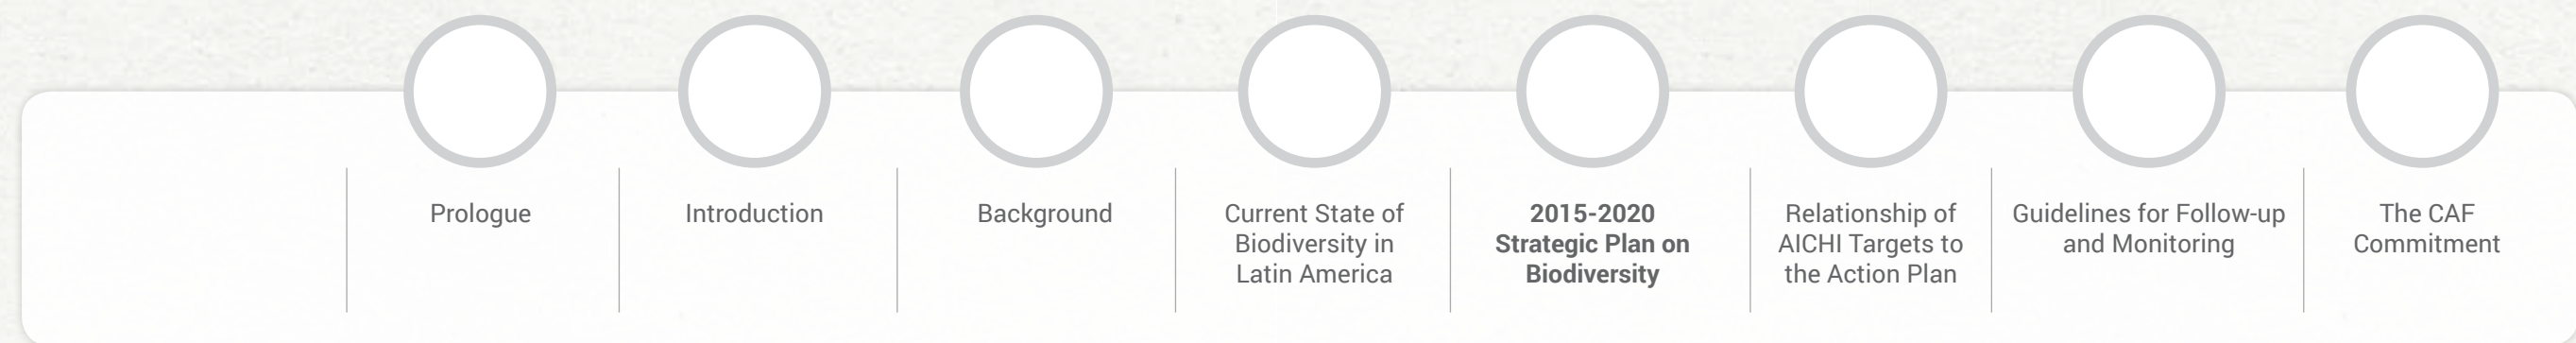 Prologue
Introduction
Background
Current State of
Biodiversity in
Latin America
2015-2020
Strategic Plan on
Biodiversity
Relationship of
AICHI Targets to
the Action Plan
Guidelines for Follow-up
and Monitoring
The CAF
Commitment